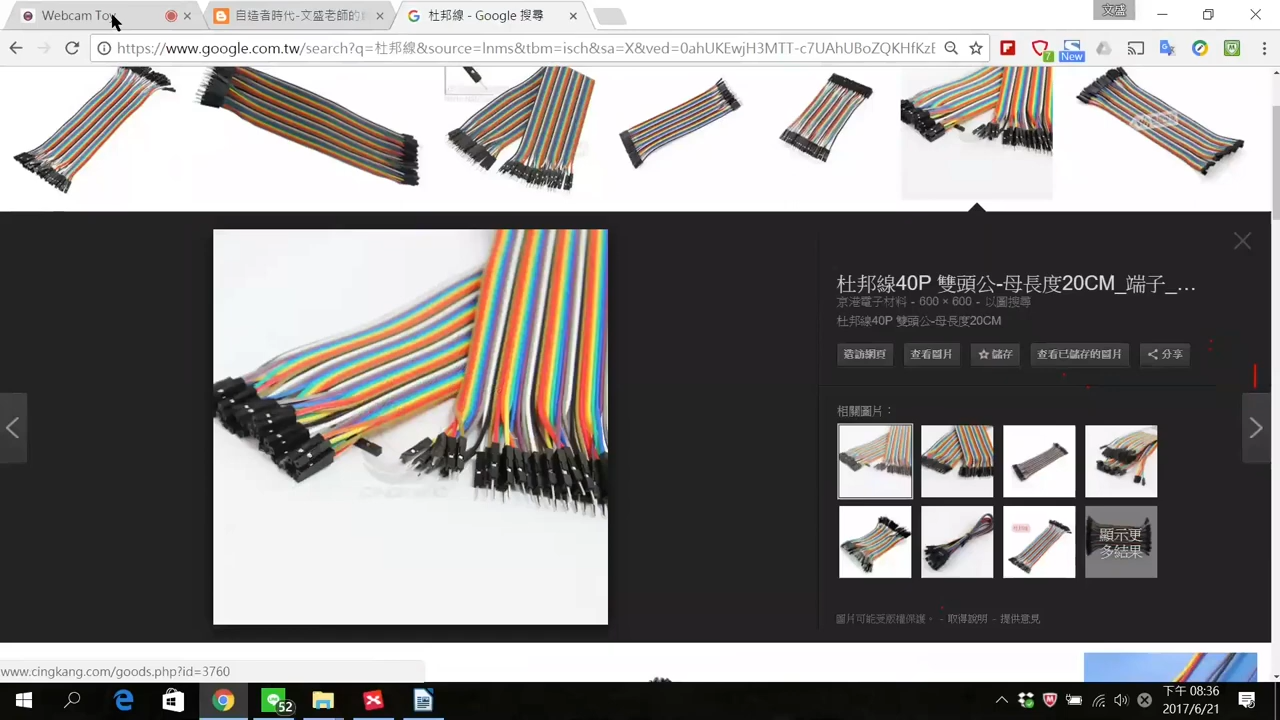 Webcam Toy
自造者時代-文盛老師的
杜邦線 - Google 搜尋
文盛
https://www.google.com.tw/search?q=杜邦線&source=lnms&tbm=isch&sa=X&ved=0ahUKEwjH3MTT-c7UAhUBoZQKHfKzE
7
New
杜邦線40P 雙頭公-母長度20CM_端子_...
京港電子材料 - 600 × 600 - 以圖搜尋
杜邦線40P 雙頭公-母長度20CM
造訪網頁
查看圖片
儲存
查看已儲存的圖片
分享
相關圖片：
顯示更
多結果
圖片可能受版權保護。 - 取得說明 - 提供意見
www.cingkang.com/goods.php?id=3760
52
下午 08:36
2017/6/21